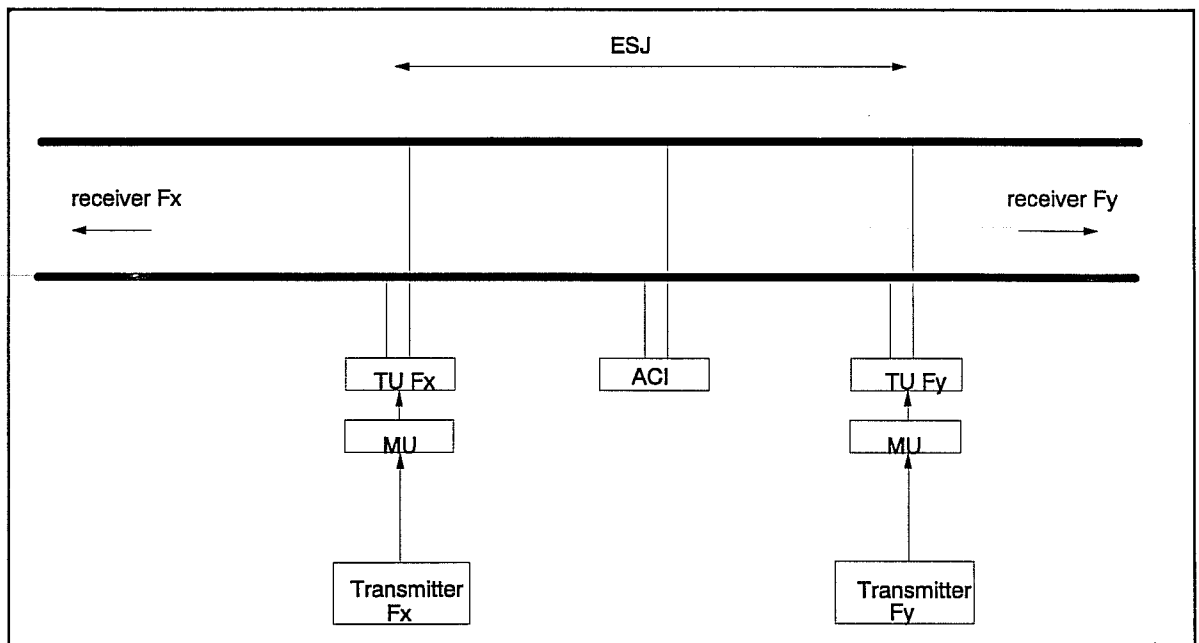 ESJ
receiver Fx
receiver Fy
TU Fx
ACI
TU Fy
MU
MU
Transmitter
Fx
Transmitter
Fy